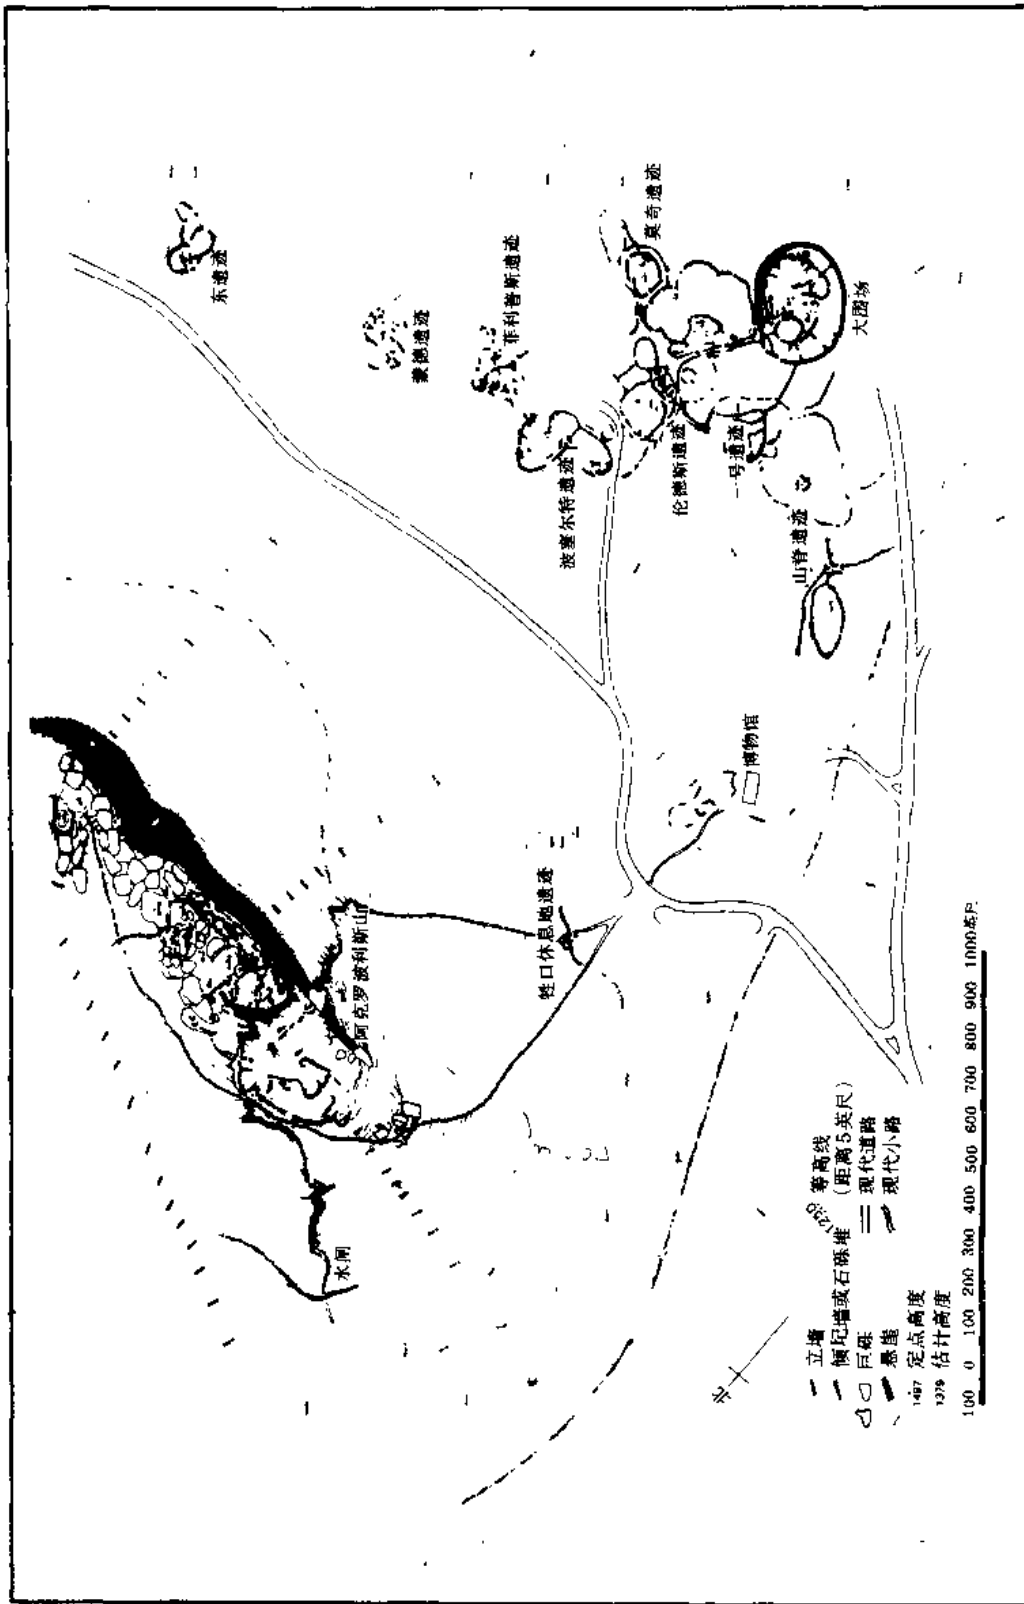 东遗迹
蒙德遗迹
菲利普斯遗迹
莫奇遗迹
波塞尔特遗迹
伦德斯遗迹
一号遗迹
大围场
山脊遗迹
博物馆
阿克罗波利斯山
牲口休息地遗迹
水闸
北
立墙
倾圮墙或石砾堆
巨砾
悬崖
1497 定点高度
1379 估计高度
1250 等高线
(距离5英尺)
现代道路
现代小路
100 0 100 200 300 400 500 600 700 800 900 1000英尺